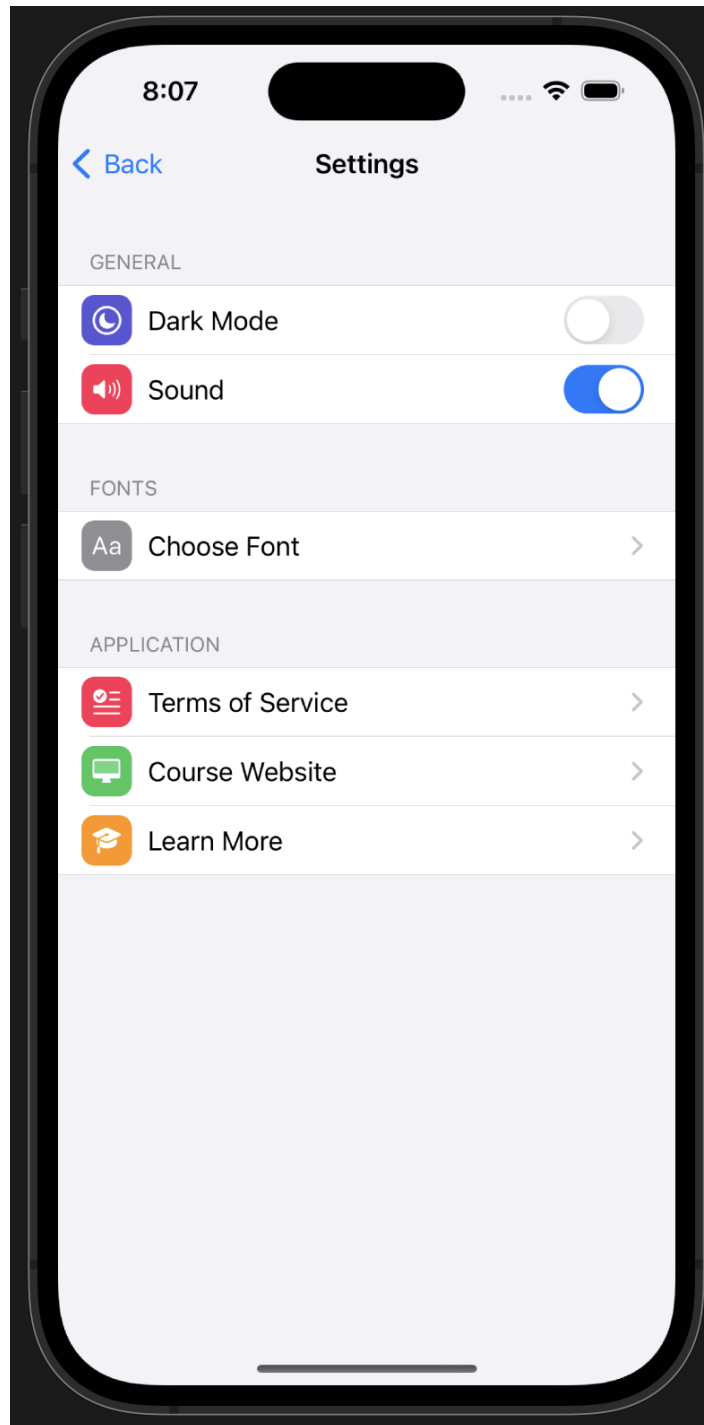 8:07
Back
Settings
GENERAL
Dark Mode
Sound
FONTS
Aa
Choose Font
APPLICATION
Terms of Service
Course Website
Learn More